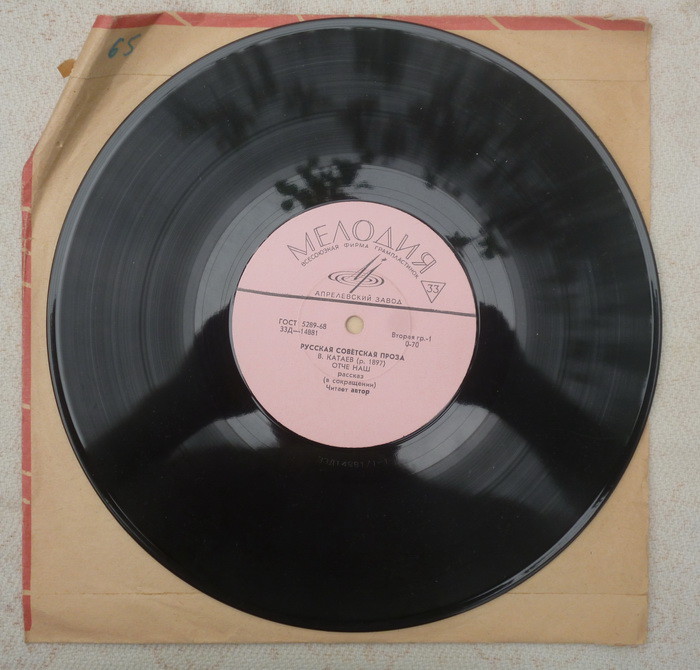 65
МЕЛОДИЯ
ВСЕСОЮЗНАЯ ФИРМА ГРАМПЛАСТИНОК
33
АПРЕЛЕВСКИЙ ЗАВОД
ГОСТ 5289-68
33Д—14881
Вторая гр.-1
0-70
РУССКАЯ СОВЕТСКАЯ ПРОЗА
В. КАТАЕВ (р. 1897)
ОТЧЕ НАШ
рассказ
(в сокращении)
Читает автор